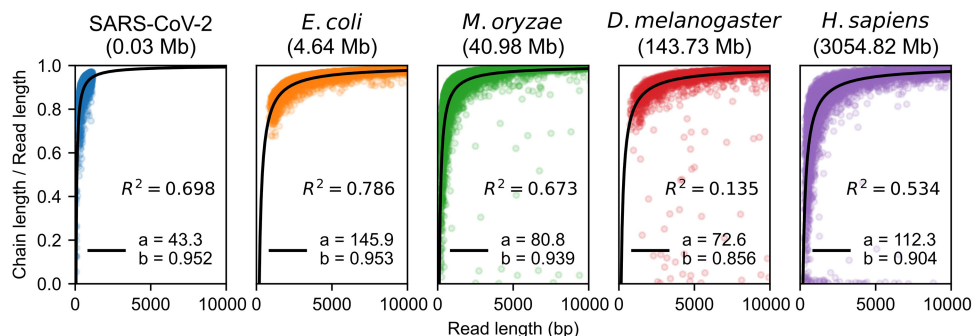 SARS-CoV-2
(0.03 Mb)
E. coli
(4.64 Mb)
M. oryzae
(40.98 Mb)
D. melanogaster
(143.73 Mb)
H. sapiens
(3054.82 Mb)
Chain length / Read length
1.0
0.8
0.6
0.4
0.2
0.0
R² = 0.698
a = 43.3
b = 0.952
R² = 0.786
a = 145.9
b = 0.953
R² = 0.673
a = 80.8
b = 0.939
R² = 0.135
a = 72.6
b = 0.856
R² = 0.534
a = 112.3
b = 0.904
0 5000 10000
0 5000 10000
0 5000 10000
0 5000 10000
0 5000 10000
Read length (bp)